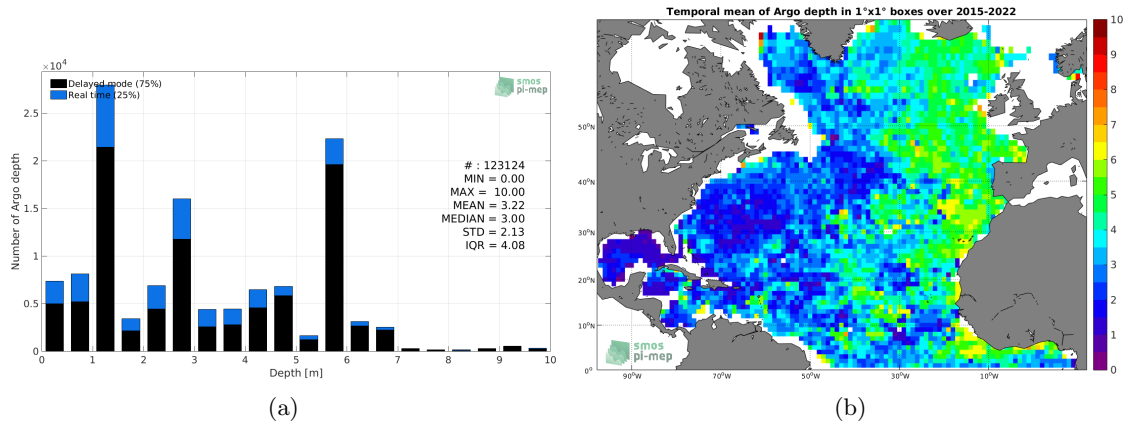 ×10⁴
Number of Argo depth
2.5
2
1.5
1
0.5
0
Delayed mode (75%)
Real time (25%)
smos
pi-mep
# : 123124
MIN = 0.00
MAX = 10.00
MEAN = 3.22
MEDIAN = 3.00
STD = 2.13
IQR = 4.08
0 1 2 3 4 5 6 7 8 9 10
Depth [m]
(a)
Temporal mean of Argo depth in 1°x1° boxes over 2015-2022
50°N
40°N
30°N
20°N
10°N
0°
90°W 70°W 50°W 30°W 10°W
smos
pi-mep
10
9
8
7
6
5
4
3
2
1
0
(b)